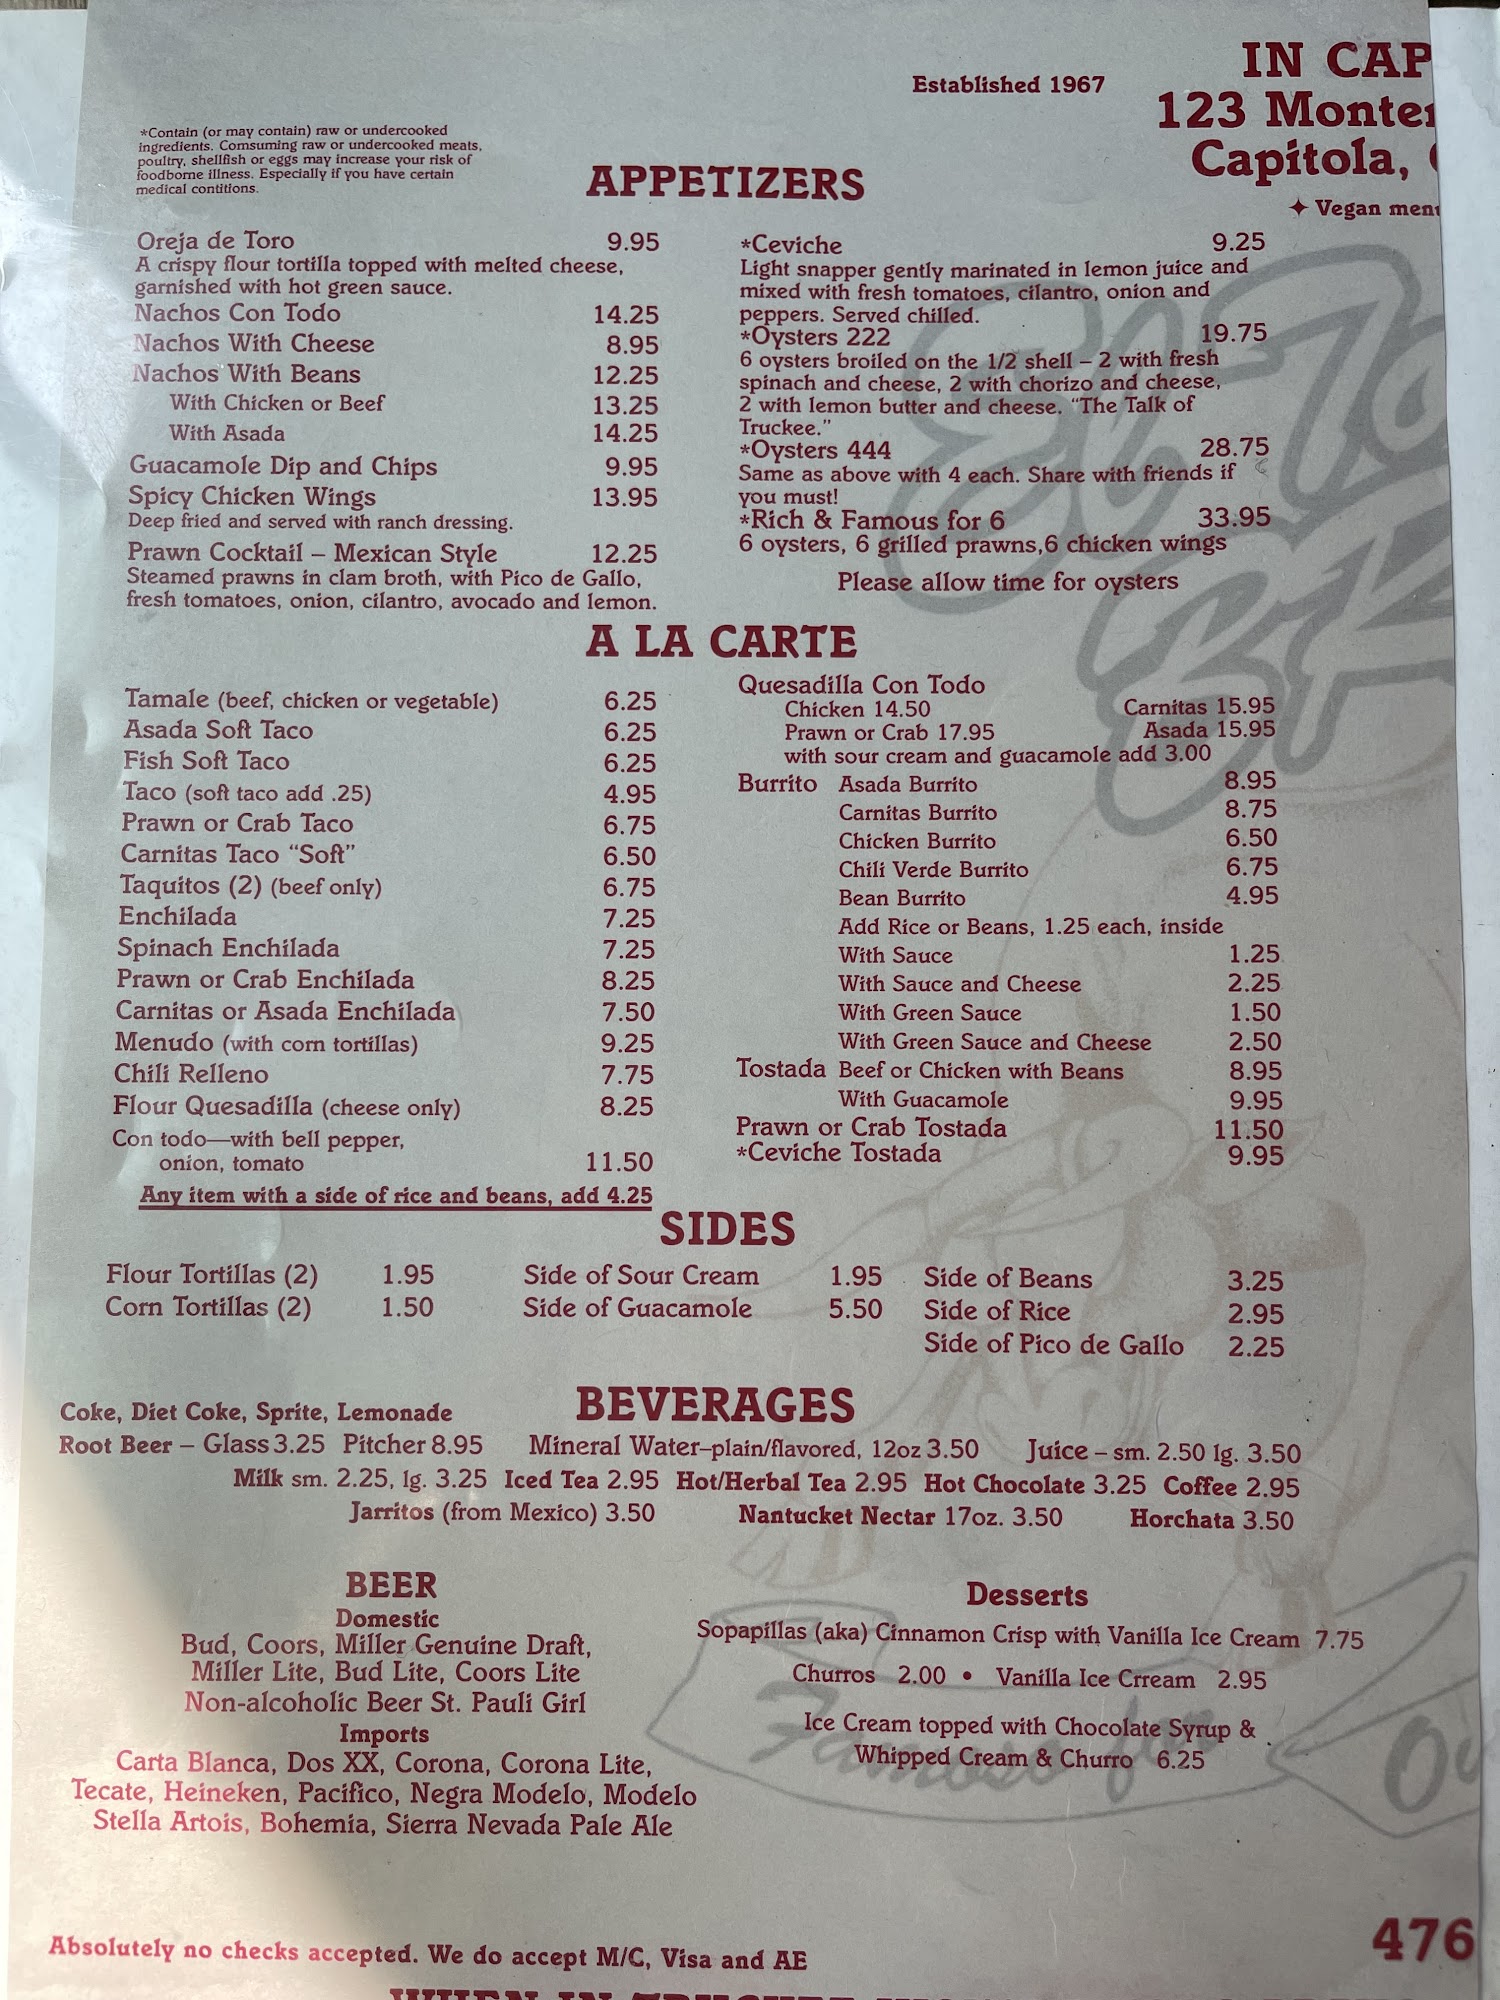 Established 1967
IN CAP
123 Monte
Capitola,
✦ Vegan men
*Contain (or may contain) raw or undercooked
ingredients. Comsuming raw or undercooked meats,
poultry, shellfish or eggs may increase your risk of
foodborne illness. Especially if you have certain
medical contitions.
APPETIZERS
Oreja de Toro 9.95
A crispy flour tortilla topped with melted cheese,
garnished with hot green sauce.
Nachos Con Todo 14.25
Nachos With Cheese 8.95
Nachos With Beans 12.25
With Chicken or Beef 13.25
With Asada 14.25
Guacamole Dip and Chips 9.95
Spicy Chicken Wings 13.95
Deep fried and served with ranch dressing.
Prawn Cocktail – Mexican Style 12.25
Steamed prawns in clam broth, with Pico de Gallo,
fresh tomatoes, onion, cilantro, avocado and lemon.
*Ceviche 9.25
Light snapper gently marinated in lemon juice and
mixed with fresh tomatoes, cilantro, onion and
peppers. Served chilled.
*Oysters 222 19.75
6 oysters broiled on the 1/2 shell – 2 with fresh
spinach and cheese, 2 with chorizo and cheese,
2 with lemon butter and cheese. "The Talk of
Truckee."
*Oysters 444 28.75
Same as above with 4 each. Share with friends if
you must!
*Rich & Famous for 6 33.95
6 oysters, 6 grilled prawns,6 chicken wings
Please allow time for oysters
A LA CARTE
Tamale (beef, chicken or vegetable) 6.25
Asada Soft Taco 6.25
Fish Soft Taco 6.25
Taco (soft taco add .25) 4.95
Prawn or Crab Taco 6.75
Carnitas Taco "Soft" 6.50
Taquitos (2) (beef only) 6.75
Enchilada 7.25
Spinach Enchilada 7.25
Prawn or Crab Enchilada 8.25
Carnitas or Asada Enchilada 7.50
Menudo (with corn tortillas) 9.25
Chili Relleno 7.75
Flour Quesadilla (cheese only) 8.25
Con todo—with bell pepper,
onion, tomato 11.50
Any item with a side of rice and beans, add 4.25
Quesadilla Con Todo
Chicken 14.50 Carnitas 15.95
Prawn or Crab 17.95 Asada 15.95
with sour cream and guacamole add 3.00
Burrito Asada Burrito 8.95
Carnitas Burrito 8.75
Chicken Burrito 6.50
Chili Verde Burrito 6.75
Bean Burrito 4.95
Add Rice or Beans, 1.25 each, inside
With Sauce 1.25
With Sauce and Cheese 2.25
With Green Sauce 1.50
With Green Sauce and Cheese 2.50
Tostada Beef or Chicken with Beans 8.95
With Guacamole 9.95
Prawn or Crab Tostada 11.50
*Ceviche Tostada 9.95
SIDES
Flour Tortillas (2) 1.95 Side of Sour Cream 1.95 Side of Beans 3.25
Corn Tortillas (2) 1.50 Side of Guacamole 5.50 Side of Rice 2.95
Side of Pico de Gallo 2.25
BEVERAGES
Coke, Diet Coke, Sprite, Lemonade
Root Beer – Glass 3.25 Pitcher 8.95 Mineral Water–plain/flavored, 12oz 3.50 Juice – sm. 2.50 lg. 3.50
Milk sm. 2.25, lg. 3.25 Iced Tea 2.95 Hot/Herbal Tea 2.95 Hot Chocolate 3.25 Coffee 2.95
Jarritos (from Mexico) 3.50 Nantucket Nectar 17oz. 3.50 Horchata 3.50
BEER
Domestic
Bud, Coors, Miller Genuine Draft,
Miller Lite, Bud Lite, Coors Lite
Non-alcoholic Beer St. Pauli Girl
Imports
Carta Blanca, Dos XX, Corona, Corona Lite,
Tecate, Heineken, Pacifico, Negra Modelo, Modelo
Stella Artois, Bohemia, Sierra Nevada Pale Ale
Desserts
Sopapillas (aka) Cinnamon Crisp with Vanilla Ice Cream 7.75
Churros 2.00 • Vanilla Ice Crream 2.95
Ice Cream topped with Chocolate Syrup &
Whipped Cream & Churro 6.25
Famous for
476
Absolutely no checks accepted. We do accept M/C, Visa and AE
WHEN IN TRUCKEE